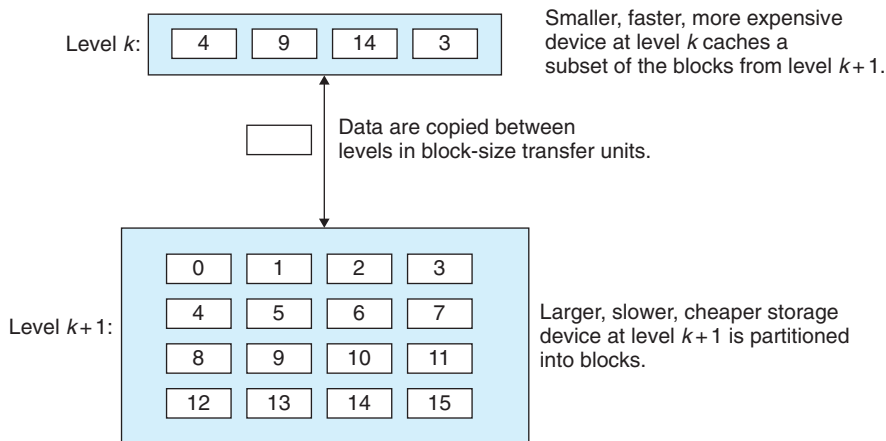 Level k:
4 9 14 3
Smaller, faster, more expensive
device at level k caches a
subset of the blocks from level k+1.
Data are copied between
levels in block-size transfer units.
Level k+1:
0 1 2 3
4 5 6 7
8 9 10 11
12 13 14 15
Larger, slower, cheaper storage
device at level k+1 is partitioned
into blocks.